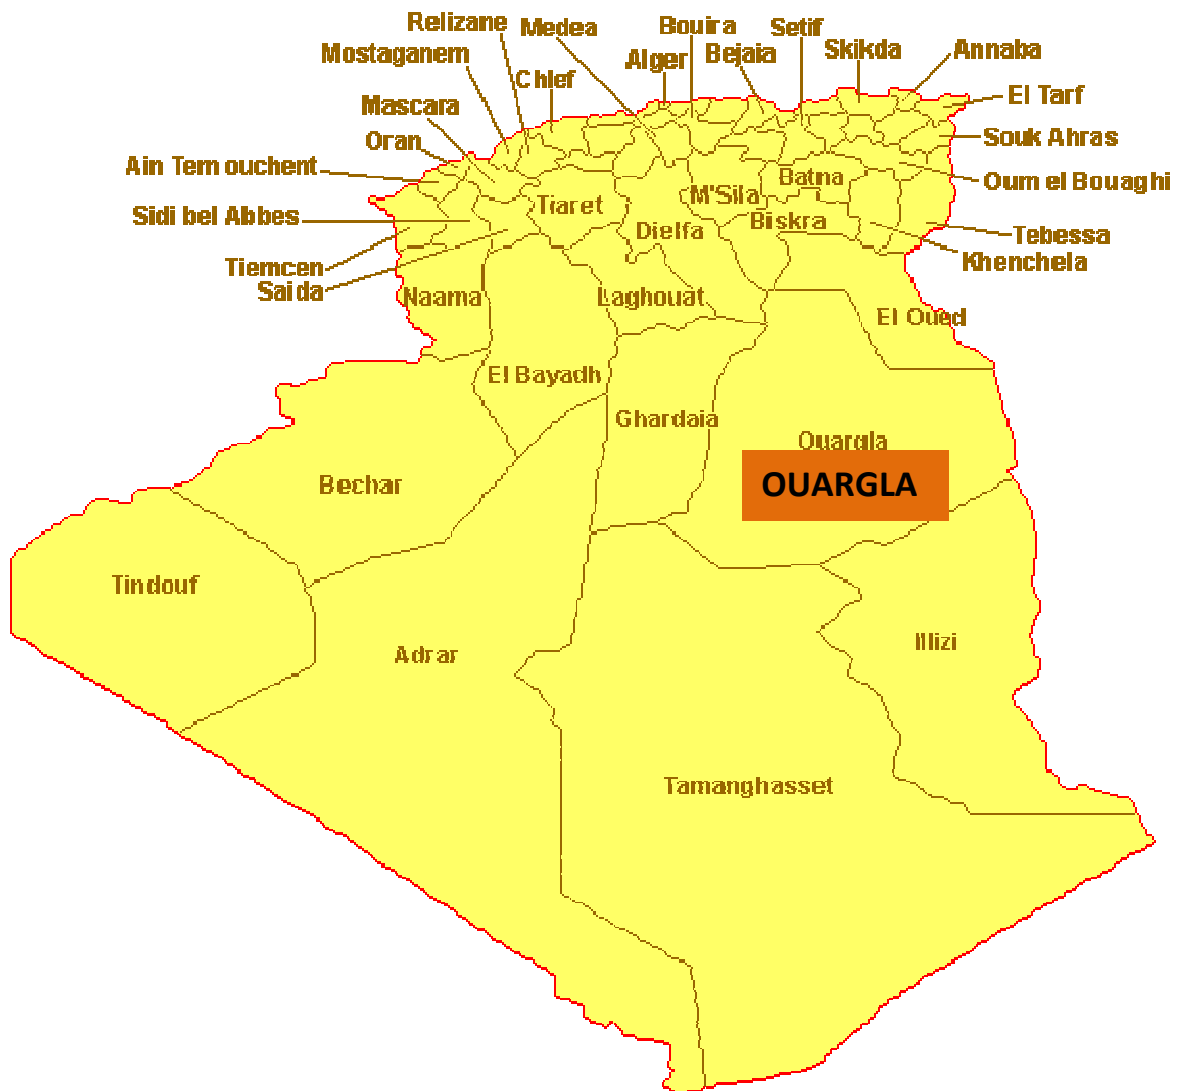 Relizane
Medea
Bouira
Setif
Mostaganem
Alger
Bejaia
Skikda
Annaba
Chlef
El Tarf
Mascara
Oran
Souk Ahras
Ain Temouchent
Batna
Oum el Bouaghi
M'Sila
Tiaret
Sidi bel Abbes
Djelfa
Biskra
Tebessa
Tlemcen
Khenchela
Saida
Naama
Laghouat
El Oued
El Bayadh
Ghardaia
Ouargla
Bechar
OUARGLA
Tindouf
Adrar
Illizi
Tamanghasset